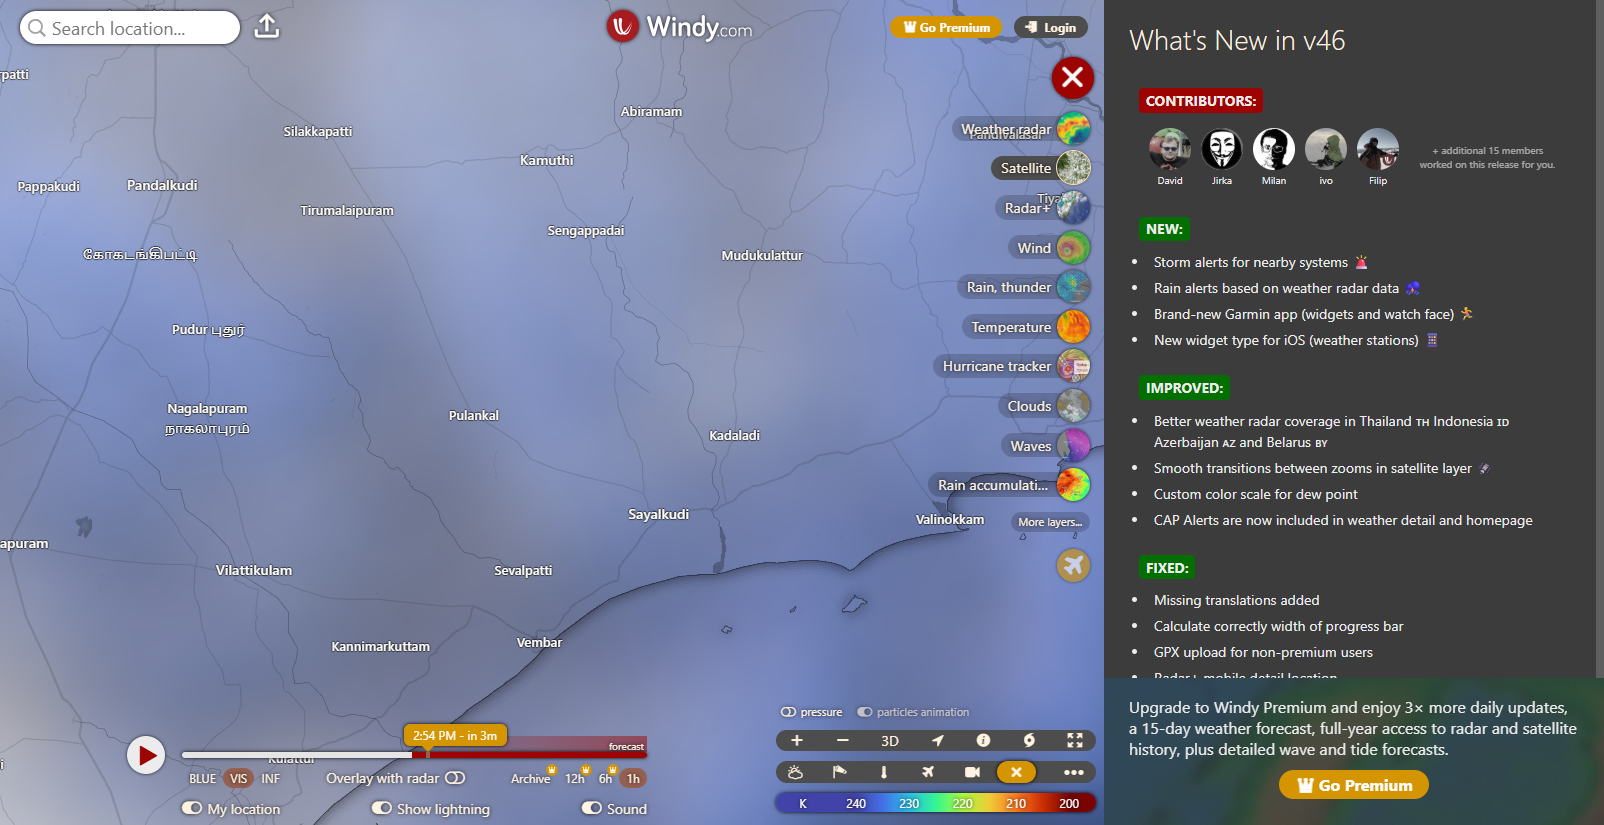 Search location...
Windy.com
Go Premium
Login
rpatti
Abiramam
Silakkapatti
Kamuthi
Pappakudi
Pandalkudi
Tirumalaipuram
Sengappadai
Mudukulattur
கோகடங்கிபட்டி
Pudur புதூர்
Nagalapuram
நாகலாபுரம்
Pulankal
Kadaladi
Sayalkudi
Valinokkam
apuram
Vilattikulam
Sevalpatti
Kannimarkuttam
Vembar
Weather radar
Pandivalasai
Satellite
Radar+
Wind
Rain, thunder
Temperature
Hurricane tracker
Clouds
Waves
Rain accumulati...
More layers...
pressure
particles animation
3D
K 240 230 220 210 200
2:54 PM - in 3m
forecast
Kulattur
BLUE VIS INF
Overlay with radar
Archive 12h 6h 1h
My location
Show lightning
Sound
What's New in v46
CONTRIBUTORS:
David Jirka Milan ivo Filip
+ additional 15 members
worked on this release for you.
NEW:
• Storm alerts for nearby systems
• Rain alerts based on weather radar data
• Brand-new Garmin app (widgets and watch face)
• New widget type for iOS (weather stations)
IMPROVED:
• Better weather radar coverage in Thailand TH Indonesia ID
Azerbaijan AZ and Belarus BY
• Smooth transitions between zooms in satellite layer
• Custom color scale for dew point
• CAP Alerts are now included in weather detail and homepage
FIXED:
• Missing translations added
• Calculate correctly width of progress bar
• GPX upload for non-premium users
Radar+ mobile detail location
Upgrade to Windy Premium and enjoy 3× more daily updates,
a 15-day weather forecast, full-year access to radar and satellite
history, plus detailed wave and tide forecasts.
Go Premium